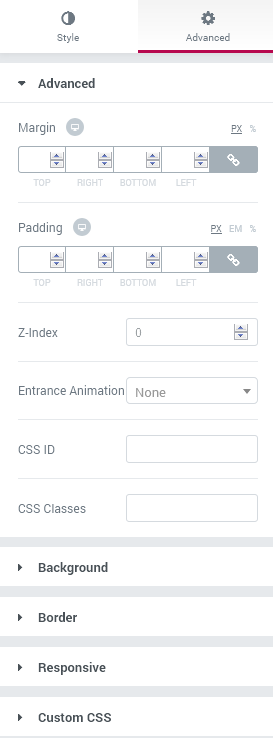 Style Advanced
Advanced
Margin PX %
TOP RIGHT BOTTOM LEFT
Padding PX EM %
TOP RIGHT BOTTOM LEFT
Z-Index 0
Entrance Animation None
CSS ID
CSS Classes
Background
Border
Responsive
Custom CSS